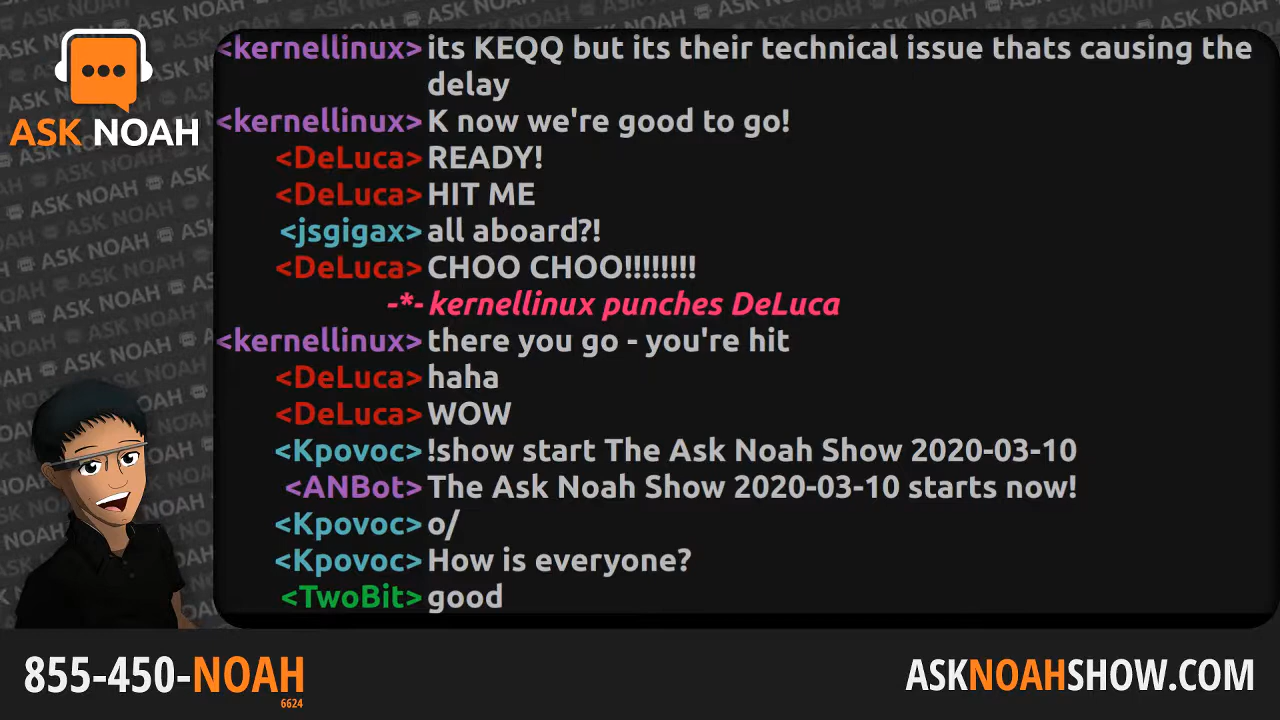 ASK NOAH
<kernellinux> its KEQQ but its their technical issue thats causing the
delay
<kernellinux> K now we're good to go!
<DeLuca> READY!
<DeLuca> HIT ME
<jsgigax> all aboard?!
<DeLuca> CHOO CHOO!!!!!!!!
-*- kernellinux punches DeLuca
<kernellinux> there you go - you're hit
<DeLuca> haha
<DeLuca> WOW
<Kpovoc> !show start The Ask Noah Show 2020-03-10
<ANBot> The Ask Noah Show 2020-03-10 starts now!
<Kpovoc> o/
<Kpovoc> How is everyone?
<TwoBit> good
855-450-NOAH
6624
ASKNOAHSHOW.COM